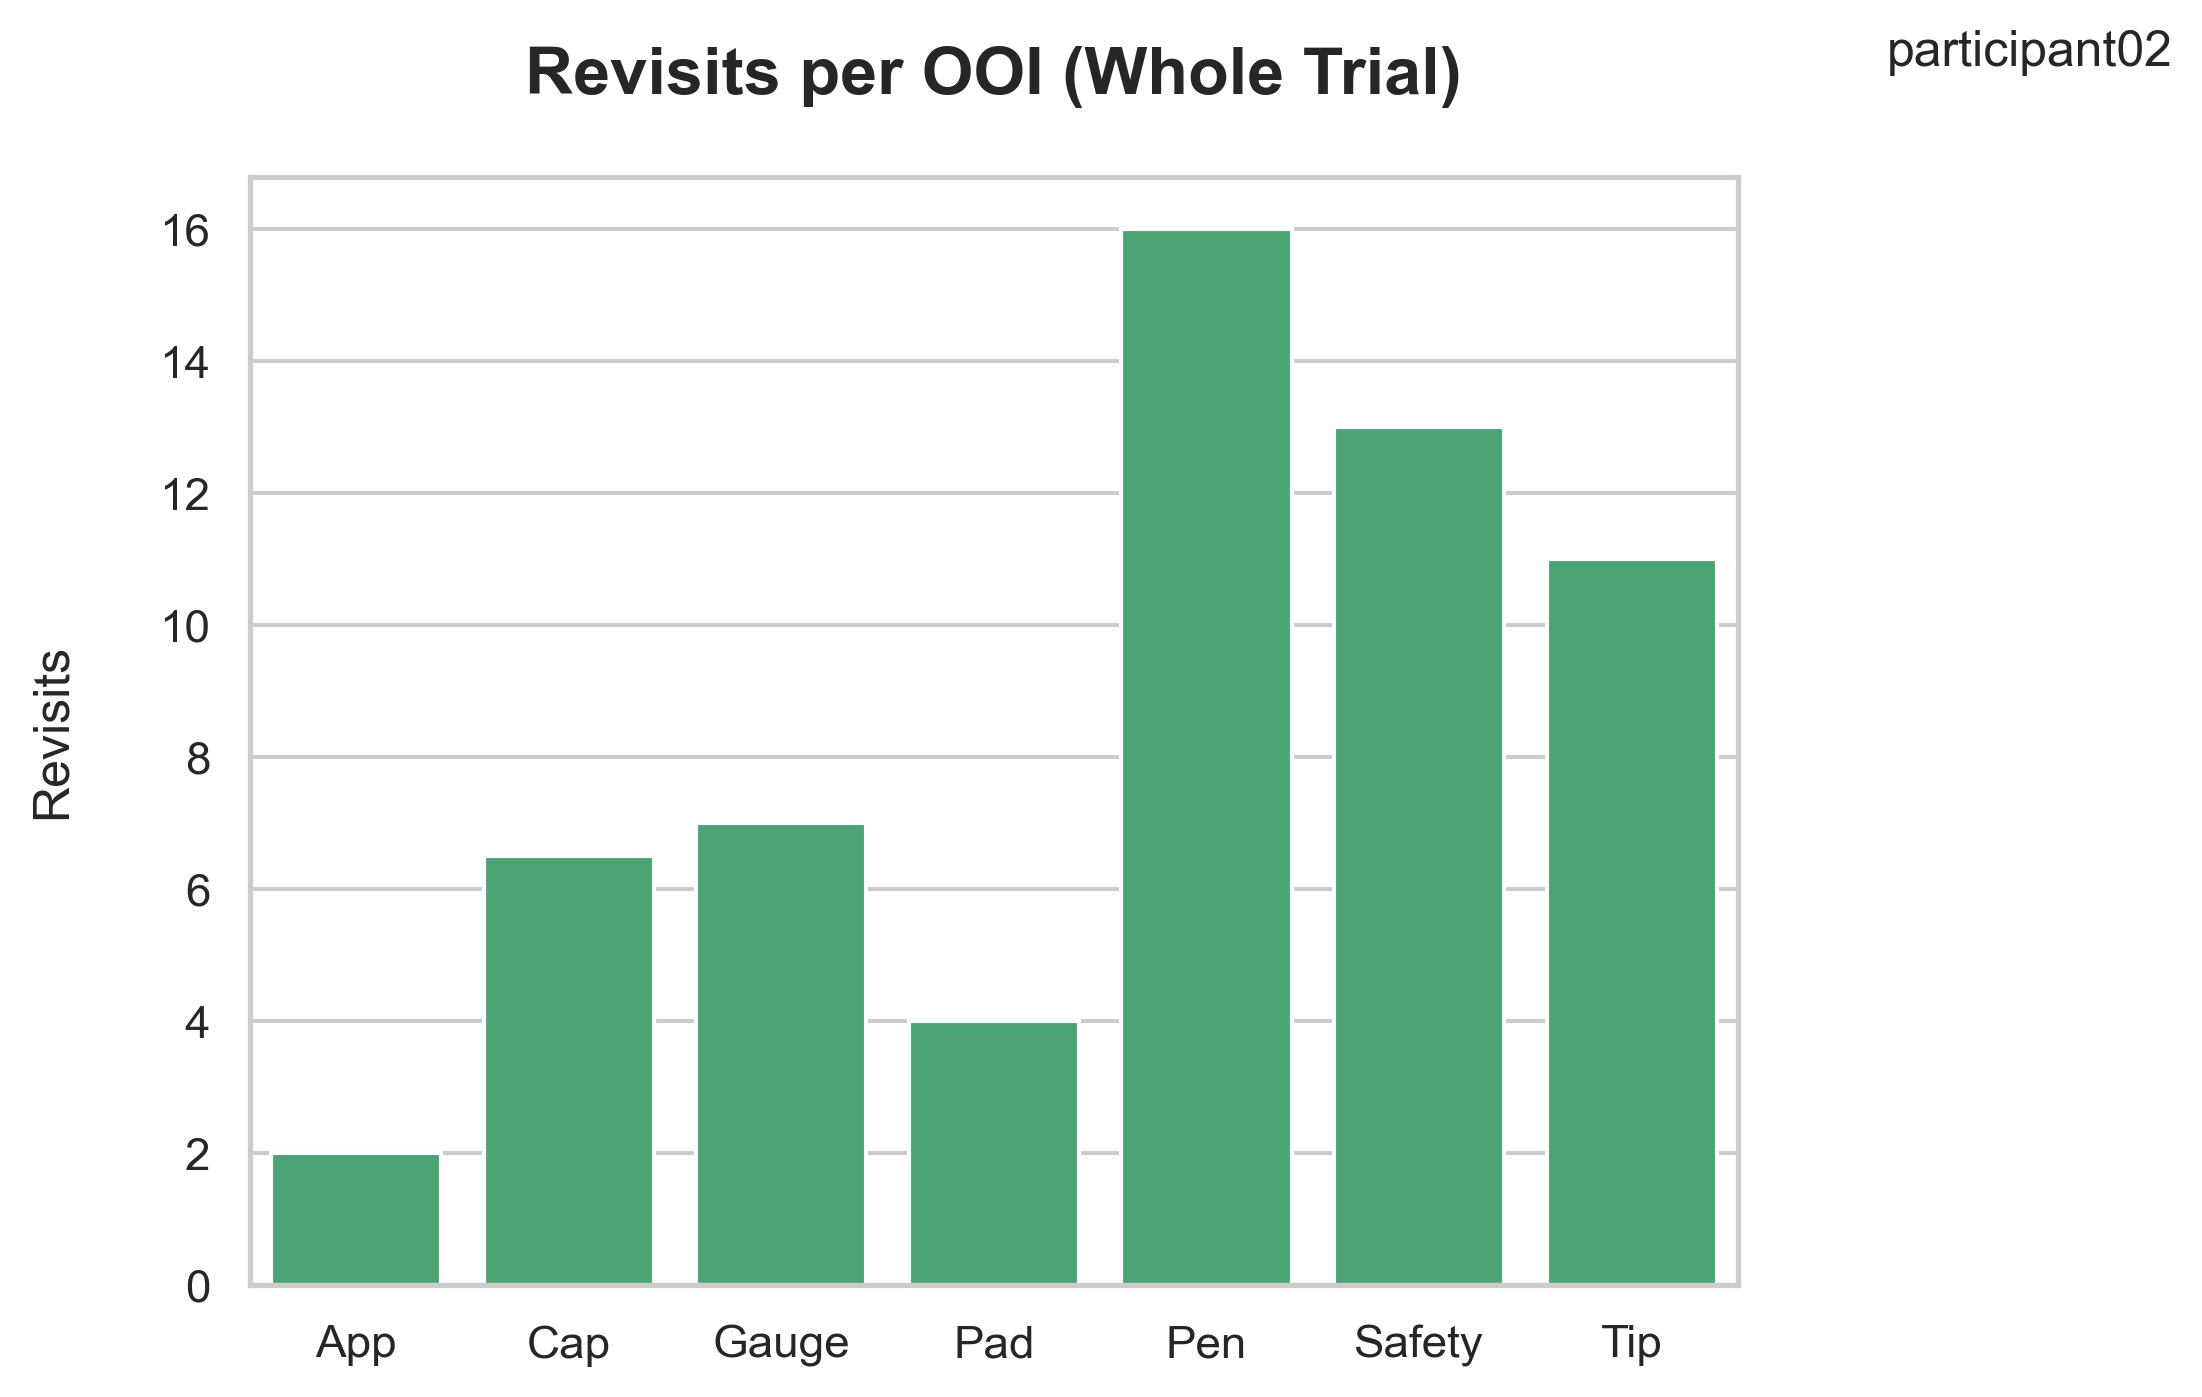 Revisits per OOI (Whole Trial)
participant02
Revisits
16
14
12
10
8
6
4
2
0
App Cap Gauge Pad Pen Safety Tip